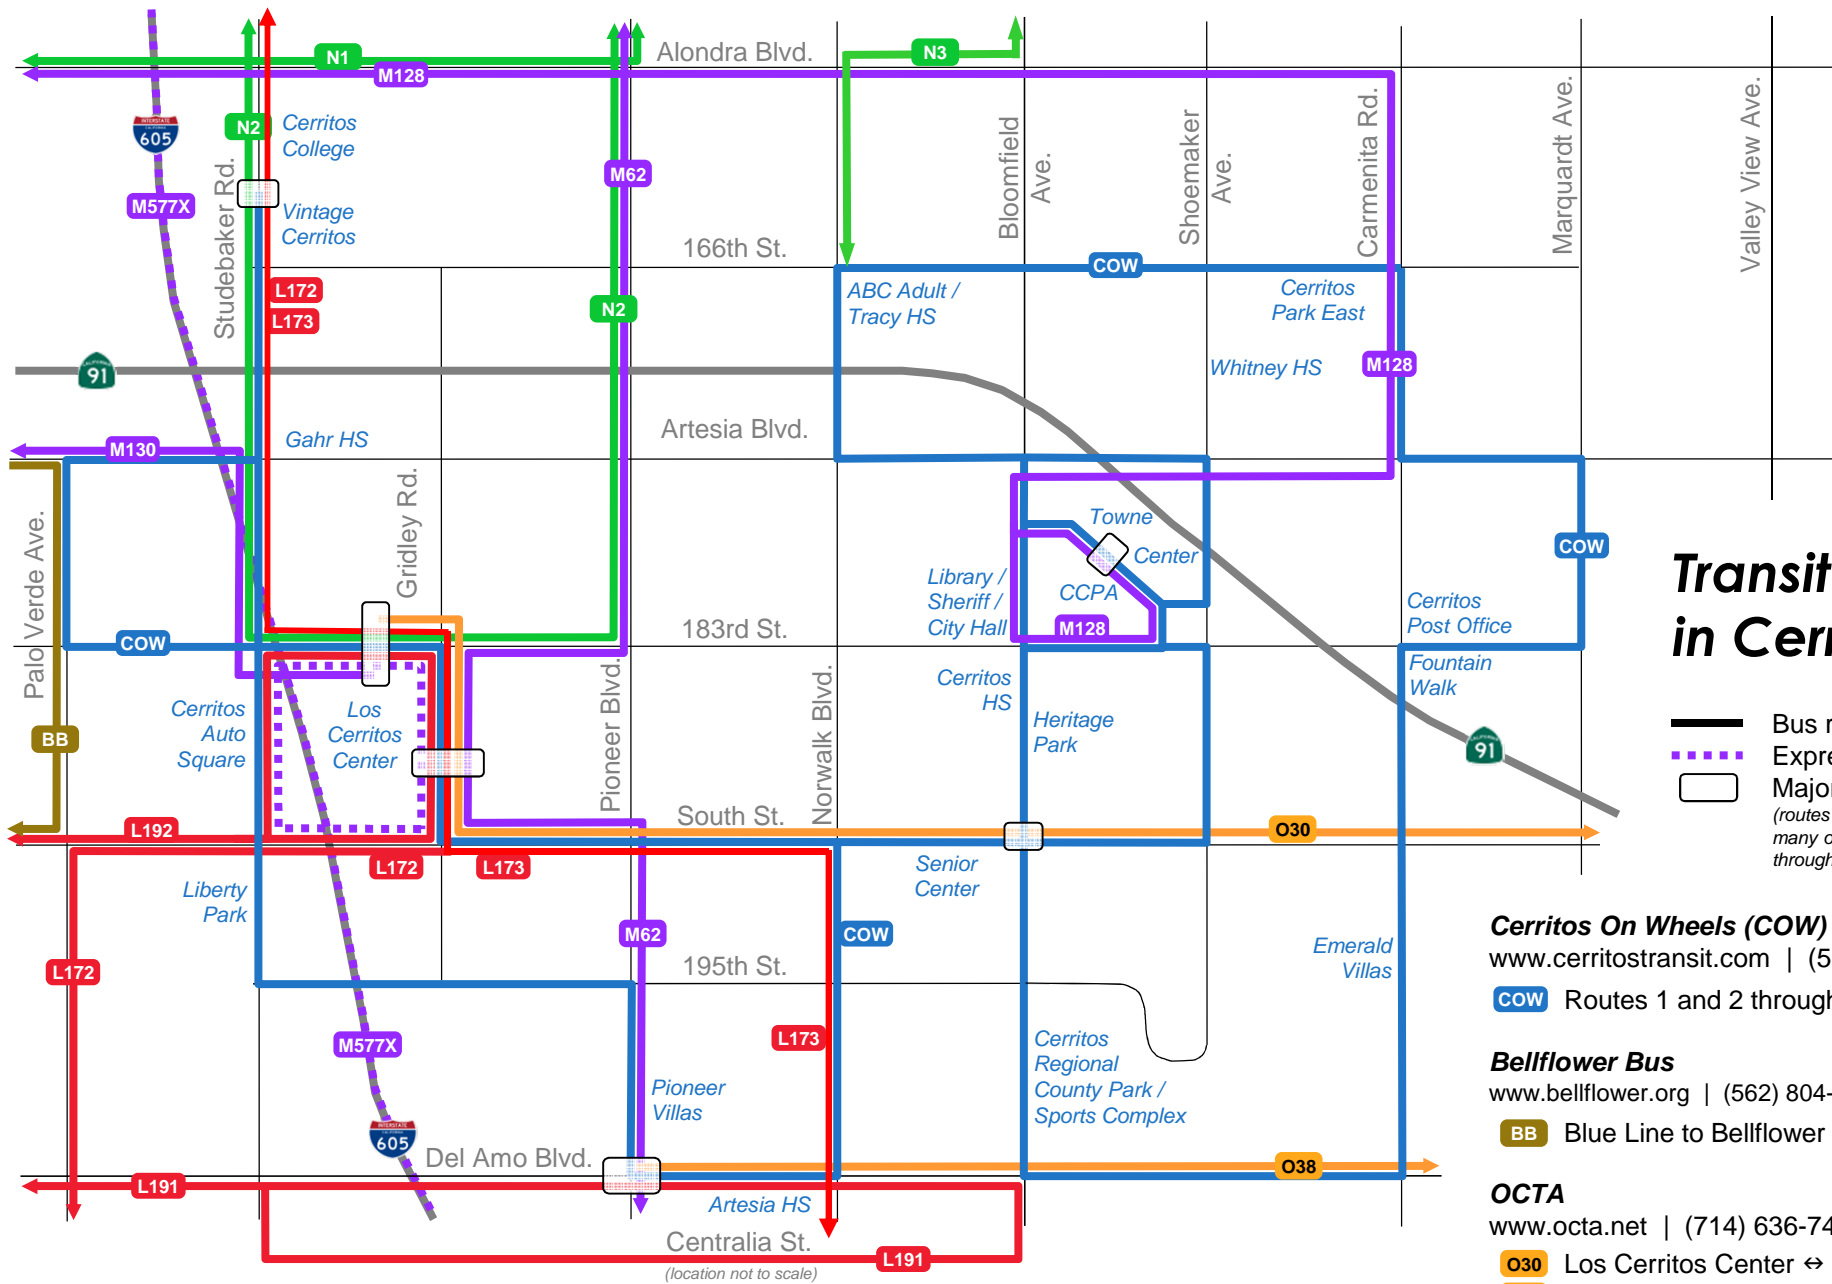 Alondra Blvd.
N1
M128
N3
INTERSTATE
CALIFORNIA
605
N2
Cerritos
College
M62
M577X
Studebaker Rd.
Vintage
Cerritos
Bloomfield
Ave.
Shoemaker
Ave.
Carmenita Rd.
Marquardt Ave.
Valley View Ave.
166th St.
COW
L172
L173
N2
ABC Adult /
Tracy HS
Cerritos
Park East
CALIFORNIA
91
Whitney HS
M128
Artesia Blvd.
M130
Gahr HS
Gridley Rd.
Palo Verde Ave.
Towne
Center
CCPA
COW
Library /
Sheriff /
City Hall
M128
Cerritos
Post Office
Transit
in Cerr
COW
183rd St.
Pioneer Blvd.
Norwalk Blvd.
Fountain
Walk
Cerritos
HS
Heritage
Park
Cerritos
Auto
Square
Los
Cerritos
Center
BB
CALIFORNIA
91
Bus r
Expre
Major
(routes
many o
through
South St.
L192
O30
L172
L173
Senior
Center
Liberty
Park
M62
COW
Emerald
Villas
Cerritos On Wheels (COW)
www.cerritostransit.com | (5
COW Routes 1 and 2 through
L172
195th St.
M577X
L173
Cerritos
Regional
County Park /
Sports Complex
Pioneer
Villas
Bellflower Bus
www.bellflower.org | (562) 804-
BB Blue Line to Bellflower
INTERSTATE
CALIFORNIA
605
Del Amo Blvd.
O38
L191
Artesia HS
OCTA
www.octa.net | (714) 636-74
O30 Los Cerritos Center ↔
Centralia St.
(location not to scale)
L191